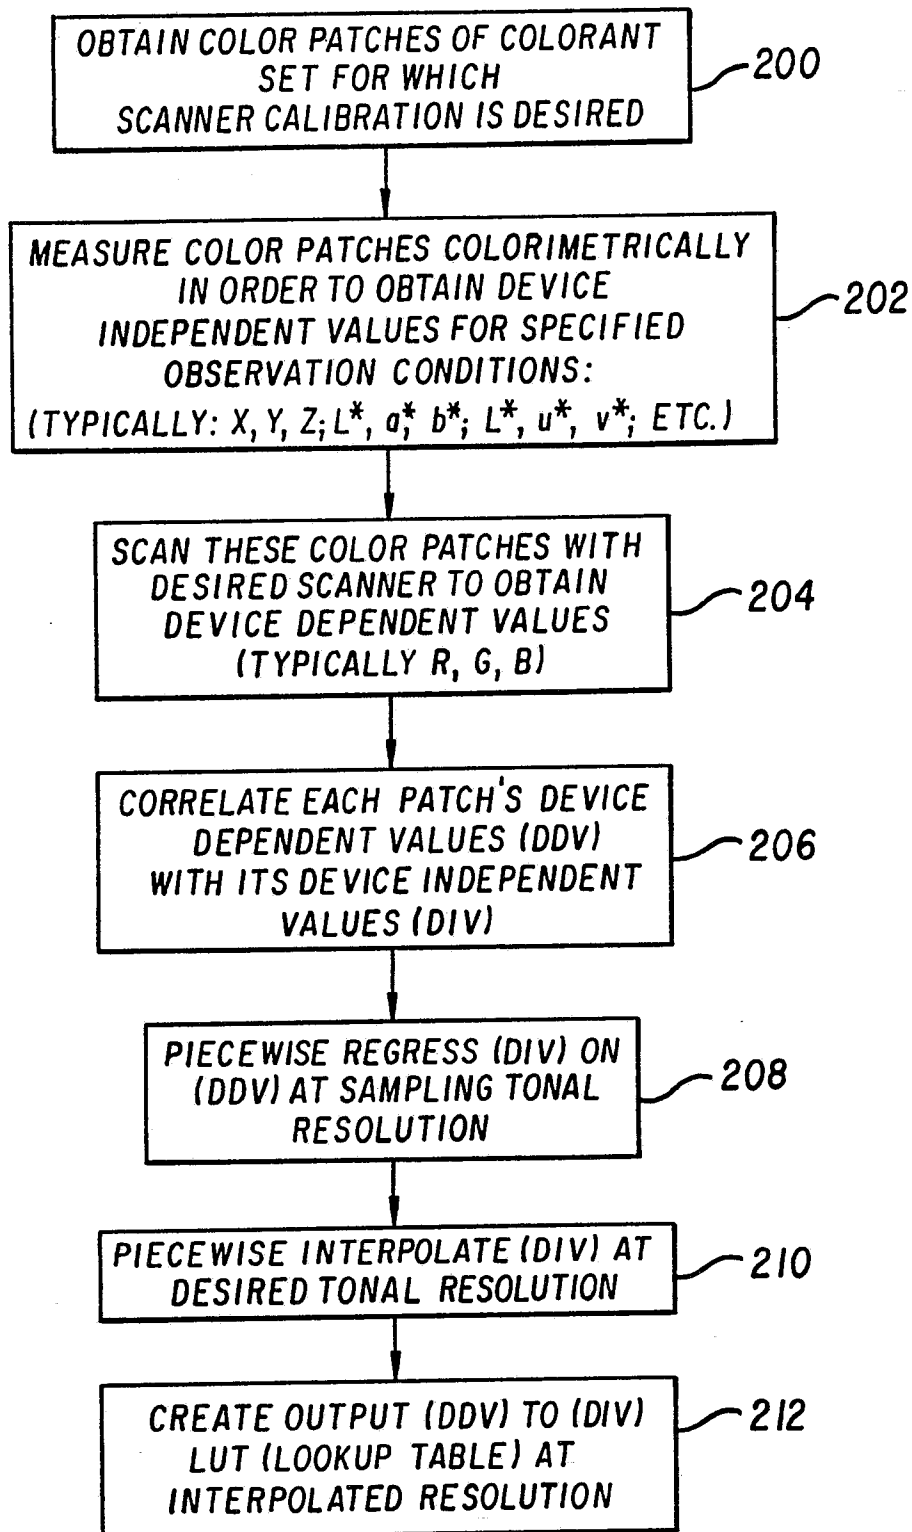 OBTAIN COLOR PATCHES OF COLORANT
SET FOR WHICH
SCANNER CALIBRATION IS DESIRED
200
MEASURE COLOR PATCHES COLORIMETRICALLY
IN ORDER TO OBTAIN DEVICE
INDEPENDENT VALUES FOR SPECIFIED
OBSERVATION CONDITIONS:
(TYPICALLY: X, Y, Z; L*, a*, b*; L*, u*, v*; ETC.)
202
SCAN THESE COLOR PATCHES WITH
DESIRED SCANNER TO OBTAIN
DEVICE DEPENDENT VALUES
(TYPICALLY R, G, B)
204
CORRELATE EACH PATCH'S DEVICE
DEPENDENT VALUES (DDV)
WITH ITS DEVICE INDEPENDENT
VALUES (DIV)
206
PIECEWISE REGRESS (DIV) ON
(DDV) AT SAMPLING TONAL
RESOLUTION
208
PIECEWISE INTERPOLATE (DIV) AT
DESIRED TONAL RESOLUTION
210
CREATE OUTPUT (DDV) TO (DIV)
LUT (LOOKUP TABLE) AT
INTERPOLATED RESOLUTION
212